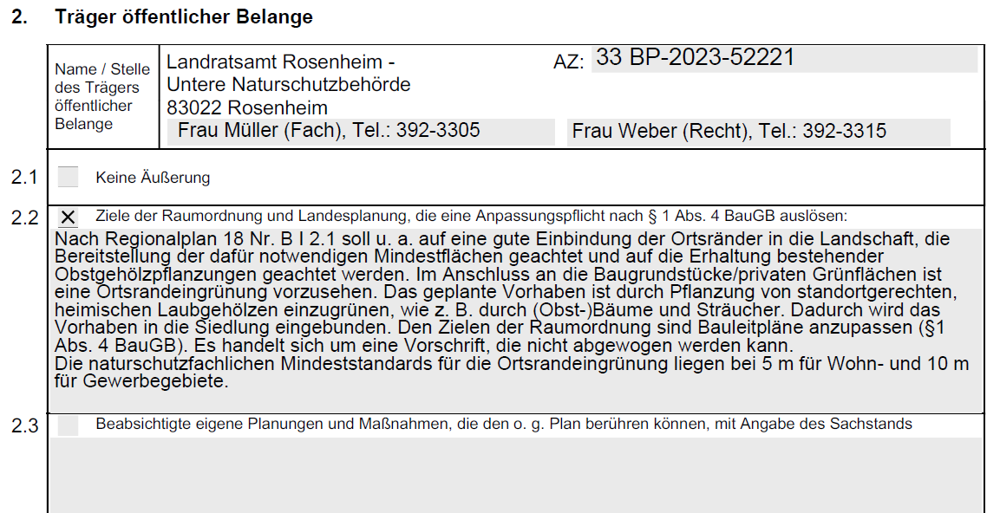 2. Träger öffentlicher Belange
Name / Stelle
des Trägers
öffentlicher
Belange
Landratsamt Rosenheim -
Untere Naturschutzbehörde
83022 Rosenheim
AZ: 33 BP-2023-52221
Frau Müller (Fach), Tel.: 392-3305
Frau Weber (Recht), Tel.: 392-3315
2.1 Keine Äußerung
2.2 ☒ Ziele der Raumordnung und Landesplanung, die eine Anpassungspflicht nach § 1 Abs. 4 BauGB auslösen:
Nach Regionalplan 18 Nr. B I 2.1 soll u. a. auf eine gute Einbindung der Ortsränder in die Landschaft, die
Bereitstellung der dafür notwendigen Mindestflächen geachtet und auf die Erhaltung bestehender
Obstgehölzpflanzungen geachtet werden. Im Anschluss an die Baugrundstücke/privaten Grünflächen ist
eine Ortsrandeingrünung vorzusehen. Das geplante Vorhaben ist durch Pflanzung von standortgerechten,
heimischen Laubgehölzen einzugrünen, wie z. B. durch (Obst-)Bäume und Sträucher. Dadurch wird das
Vorhaben in die Siedlung eingebunden. Den Zielen der Raumordnung sind Bauleitpläne anzupassen (§1
Abs. 4 BauGB). Es handelt sich um eine Vorschrift, die nicht abgewogen werden kann.
Die naturschutzfachlichen Mindeststandards für die Ortsrandeingrünung liegen bei 5 m für Wohn- und 10 m
für Gewerbegebiete.
2.3 Beabsichtigte eigene Planungen und Maßnahmen, die den o. g. Plan berühren können, mit Angabe des Sachstands